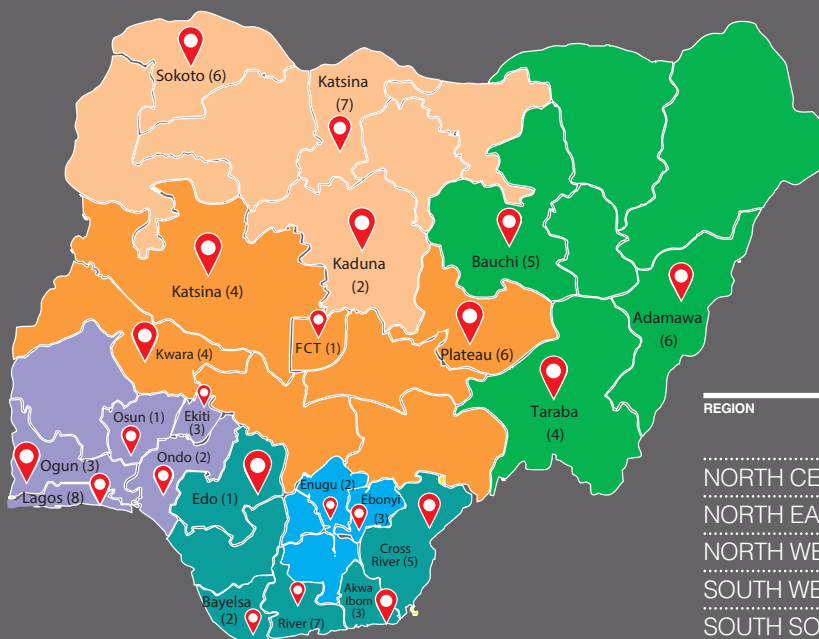 Sokoto (6)
Katsina
(7)
Kaduna
(2)
Bauchi (5)
Katsina (4)
Adamawa
(6)
FCT (1)
Kwara (4)
Plateau (6)
Taraba
(4)
Osun (1)
Ekiti
(3)
Ogun (3)
Ondo (2)
Lagos (8)
Edo (1)
Enugu (2)
Ebonyi
(3)
Cross
River (5)
Akwa
Ibom
(3)
Bayelsa
(2)
River (7)
REGION
NORTH CE
NORTH EA
NORTH WE
SOUTH WE
SOUTH SO